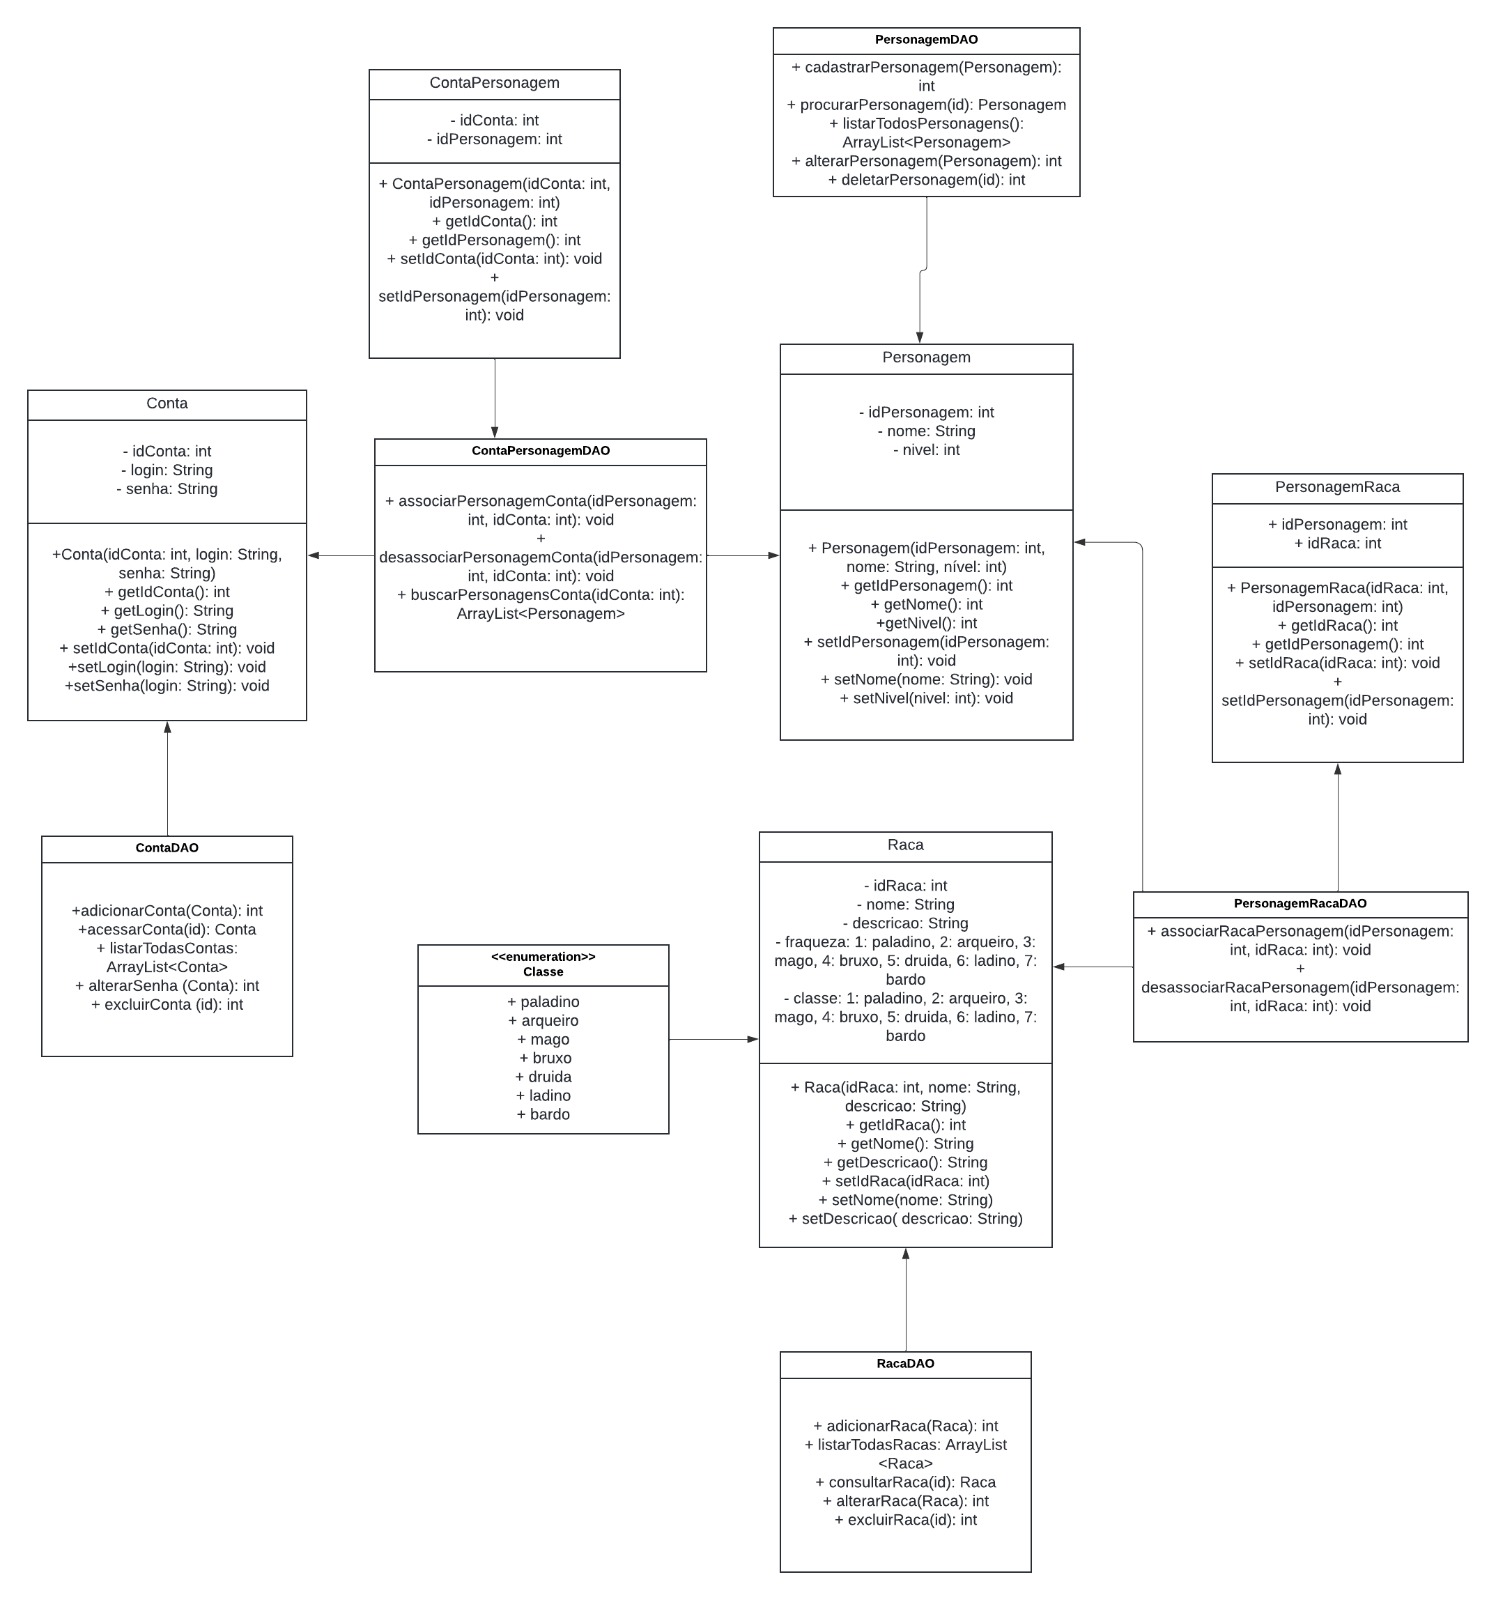 PersonagemDAO
+ cadastrarPersonagem(Personagem):
int
+ procurarPersonagem(id): Personagem
+ listarTodosPersonagens():
ArrayList<Personagem>
+ alterarPersonagem(Personagem): int
+ deletarPersonagem(id): int
ContaPersonagem
- idConta: int
- idPersonagem: int
+ ContaPersonagem(idConta: int,
idPersonagem: int)
+ getIdConta(): int
+ getIdPersonagem(): int
+ setIdConta(idConta: int): void
+
setIdPersonagem(idPersonagem:
int): void
Personagem
- idPersonagem: int
- nome: String
- nivel: int
+ Personagem(idPersonagem: int,
nome: String, nível: int)
+ getIdPersonagem(): int
+ getNome(): int
+getNivel(): int
+ setIdPersonagem(idPersonagem:
int): void
+ setNome(nome: String): void
+ setNivel(nivel: int): void
Conta
- idConta: int
- login: String
- senha: String
+Conta(idConta: int, login: String,
senha: String)
+ getIdConta(): int
+ getLogin(): String
+ getSenha(): String
+ setIdConta(idConta: int): void
+setLogin(login: String): void
+setSenha(login: String): void
ContaPersonagemDAO
+ associarPersonagemConta(idPersonagem:
int, idConta: int): void
+
desassociarPersonagemConta(idPersonagem:
int, idConta: int): void
+ buscarPersonagensConta(idConta: int):
ArrayList<Personagem>
PersonagemRaca
+ idPersonagem: int
+ idRaca: int
+ PersonagemRaca(idRaca: int,
idPersonagem: int)
+ getIdRaca(): int
+ getIdPersonagem(): int
+ setIdRaca(idRaca: int): void
+
setIdPersonagem(idPersonagem:
int): void
ContaDAO
+adicionarConta(Conta): int
+acessarConta(id): Conta
+ listarTodasContas:
ArrayList<Conta>
+ alterarSenha (Conta): int
+ excluirConta (id): int
Raca
- idRaca: int
- nome: String
- descricao: String
- fraqueza: 1: paladino, 2: arqueiro, 3:
mago, 4: bruxo, 5: druida, 6: ladino, 7:
bardo
- classe: 1: paladino, 2: arqueiro, 3:
mago, 4: bruxo, 5: druida, 6: ladino, 7:
bardo
+ Raca(idRaca: int, nome: String,
descricao: String)
+ getIdRaca(): int
+ getNome(): String
+ getDescricao(): String
+ setIdRaca(idRaca: int)
+ setNome(nome: String)
+ setDescricao( descricao: String)
PersonagemRacaDAO
+ associarRacaPersonagem(idPersonagem:
int, idRaca: int): void
+
desassociarRacaPersonagem(idPersonagem:
int, idRaca: int): void
<<enumeration>>
Classe
+ paladino
+ arqueiro
+ mago
+ bruxo
+ druida
+ ladino
+ bardo
RacaDAO
+ adicionarRaca(Raca): int
+ listarTodasRacas: ArrayList
<Raca>
+ consultarRaca(id): Raca
+ alterarRaca(Raca): int
+ excluirRaca(id): int